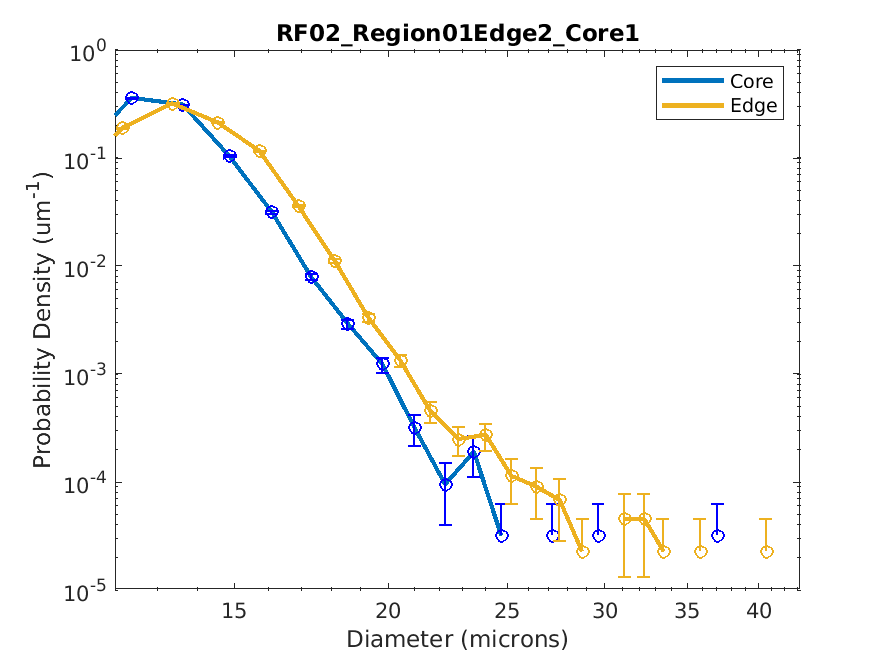 RF02_Region01Edge2_Core1
Core
Edge
10^0
10^-1
10^-2
10^-3
10^-4
10^-5
Probability Density (um^-1)
15 20 25 30 35 40
Diameter (microns)